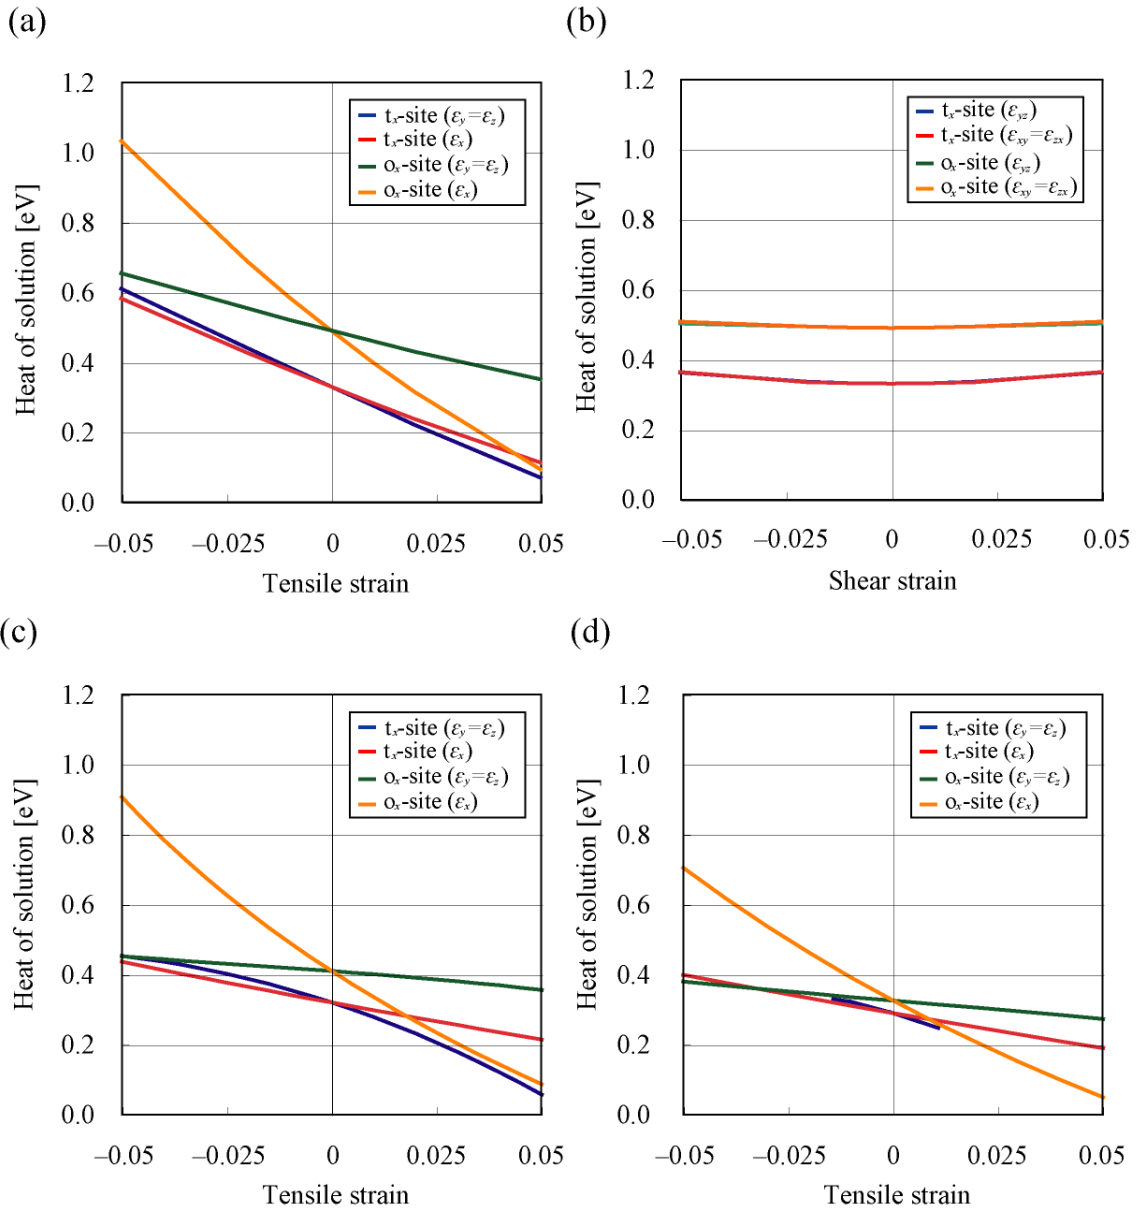 (a)
Heat of solution [eV]
1.2
1.0
0.8
0.6
0.4
0.2
0.0
tₓ-site (εy=εz)
tₓ-site (εₓ)
oₓ-site (εy=εz)
oₓ-site (εₓ)
–0.05 –0.025 0 0.025 0.05
Tensile strain
(b)
Heat of solution [eV]
1.2
1.0
0.8
0.6
0.4
0.2
0.0
tₓ-site (εyz)
tₓ-site (εxy=εzx)
oₓ-site (εyz)
oₓ-site (εxy=εzx)
–0.05 –0.025 0 0.025 0.05
Shear strain
(c)
Heat of solution [eV]
1.2
1.0
0.8
0.6
0.4
0.2
0.0
tₓ-site (εy=εz)
tₓ-site (εₓ)
oₓ-site (εy=εz)
oₓ-site (εₓ)
–0.05 –0.025 0 0.025 0.05
Tensile strain
(d)
Heat of solution [eV]
1.2
1.0
0.8
0.6
0.4
0.2
0.0
tₓ-site (εy=εz)
tₓ-site (εₓ)
oₓ-site (εy=εz)
oₓ-site (εₓ)
–0.05 –0.025 0 0.025 0.05
Tensile strain